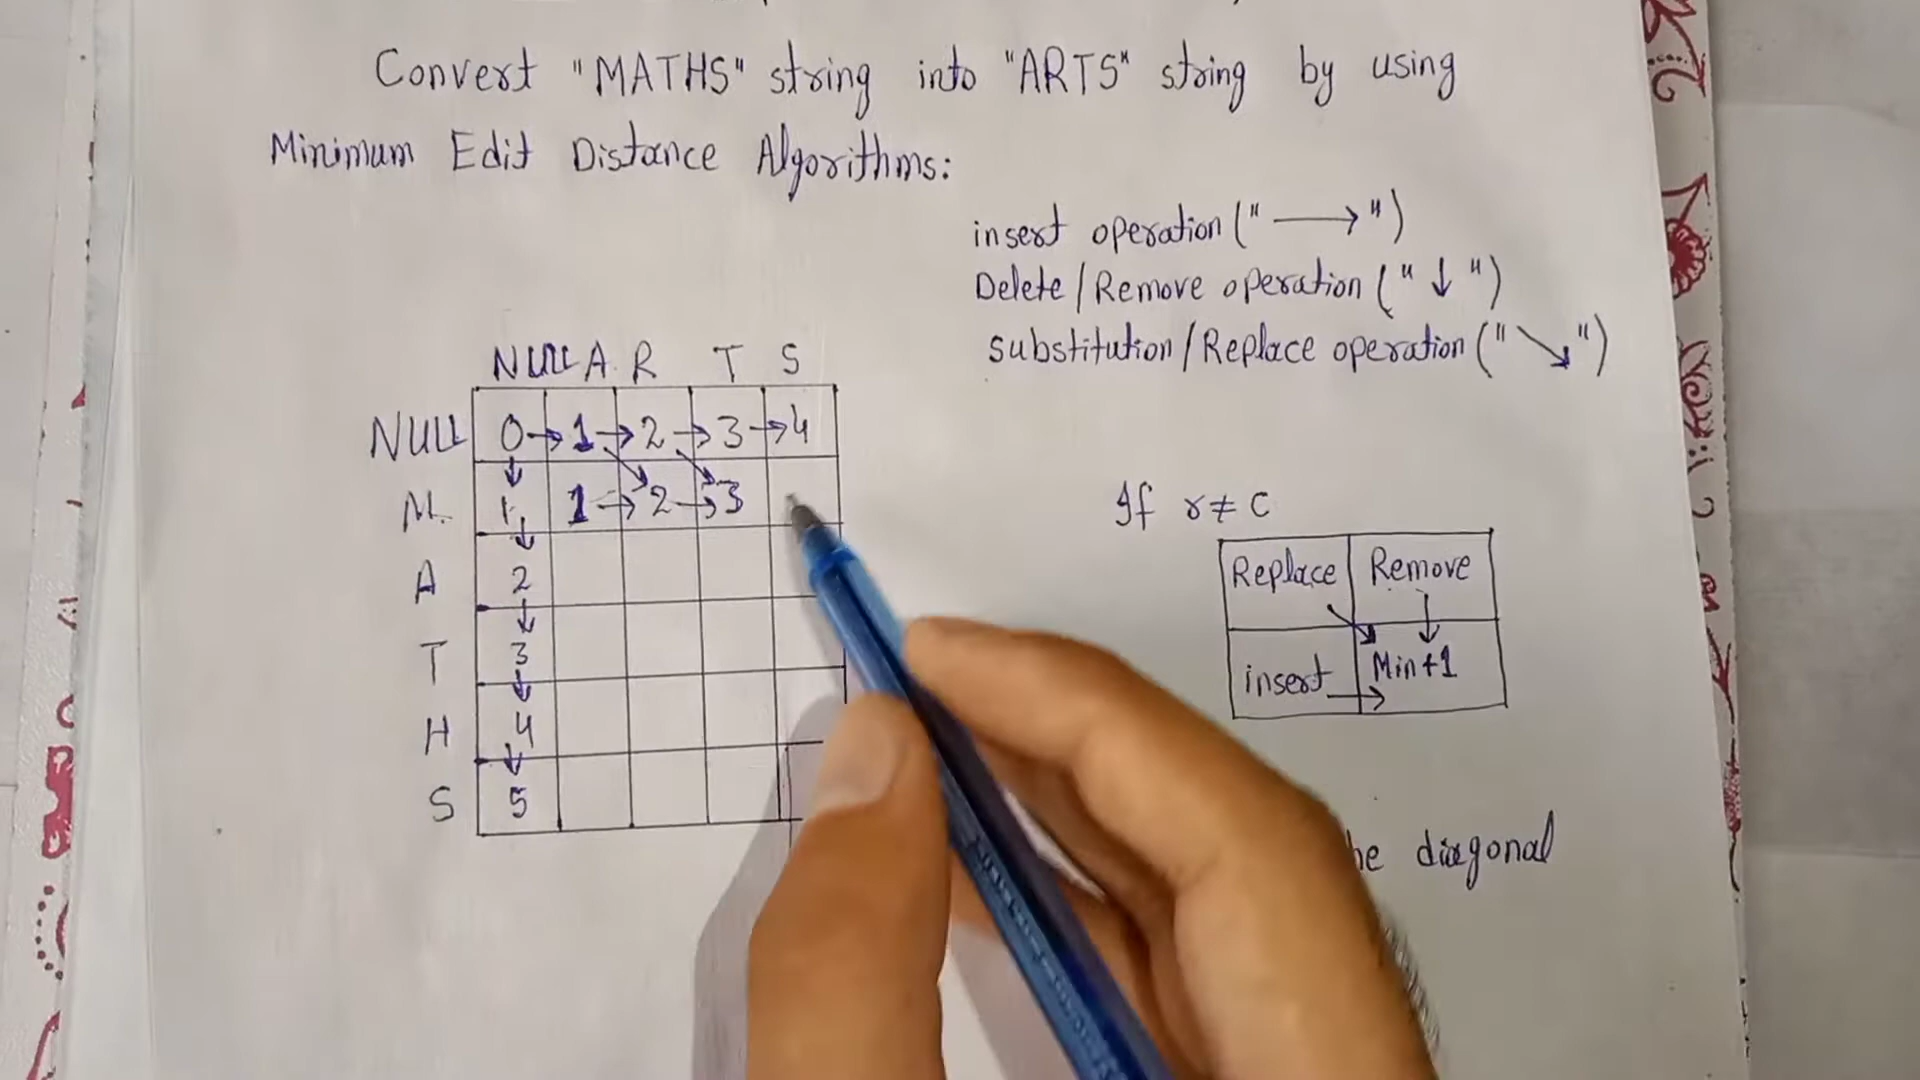 Convert "MATHS" string into "ARTS" string by using
Minimum Edit Distance Algorithms:
insert operation ("→")
Delete/Remove operation ("↓")
substitution/Replace operation ("↘")
NULL A R T S
NULL 0→1→2→3→4
M 1 1→2→3
A 2
T 3
H 4
S 5
If r≠c
Replace Remove
insert Min+1
he diagonal